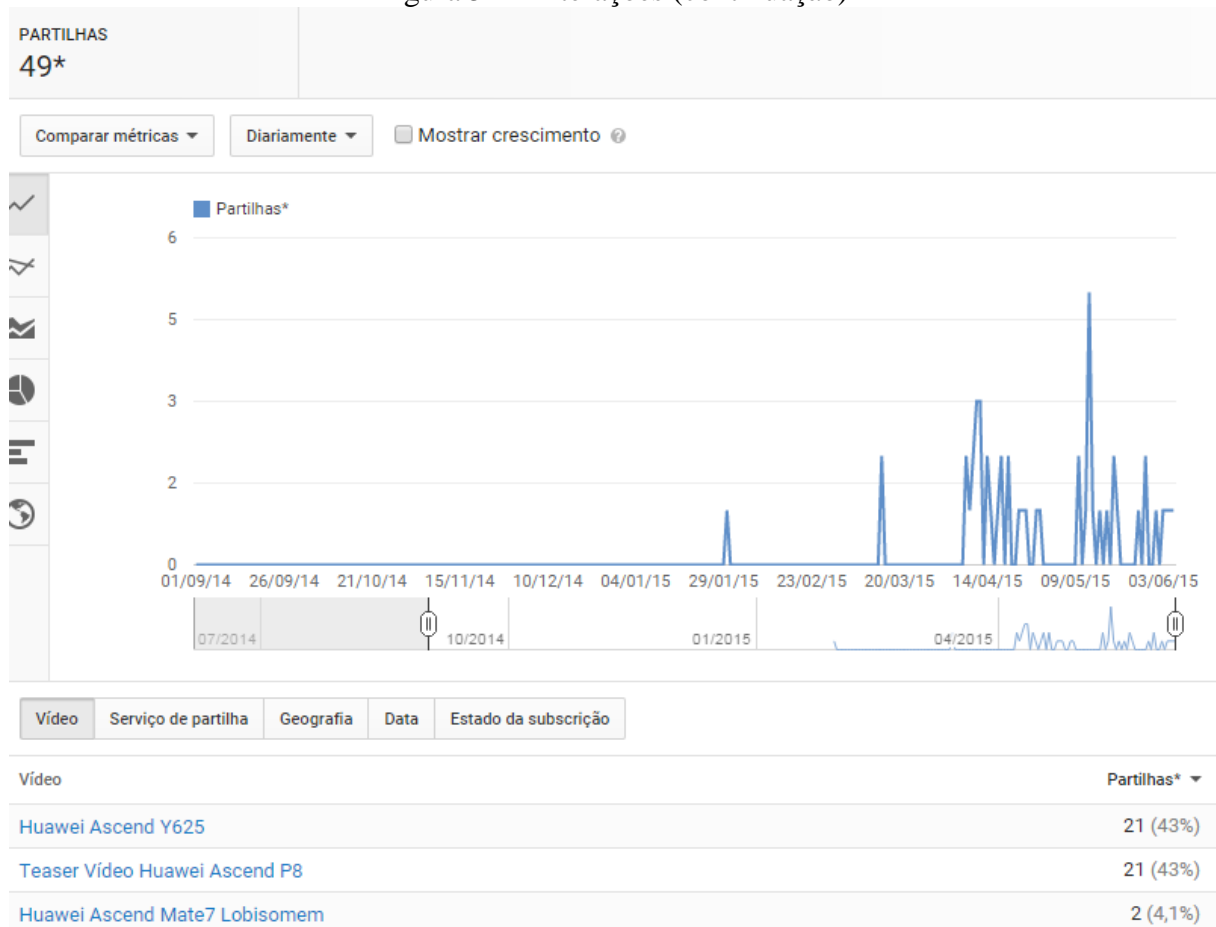 PARTILHAS
49*
Comparar métricas Diariamente Mostrar crescimento ?
Partilhas*
6
5
3
2
0
01/09/14 26/09/14 21/10/14 15/11/14 10/12/14 04/01/15 29/01/15 23/02/15 20/03/15 14/04/15 09/05/15 03/06/15
07/2014 10/2014 01/2015 04/2015
Vídeo Serviço de partilha Geografia Data Estado da subscrição
Vídeo Partilhas*
Huawei Ascend Y625 21 (43%)
Teaser Vídeo Huawei Ascend P8 21 (43%)
Huawei Ascend Mate7 Lobisomem 2 (4,1%)